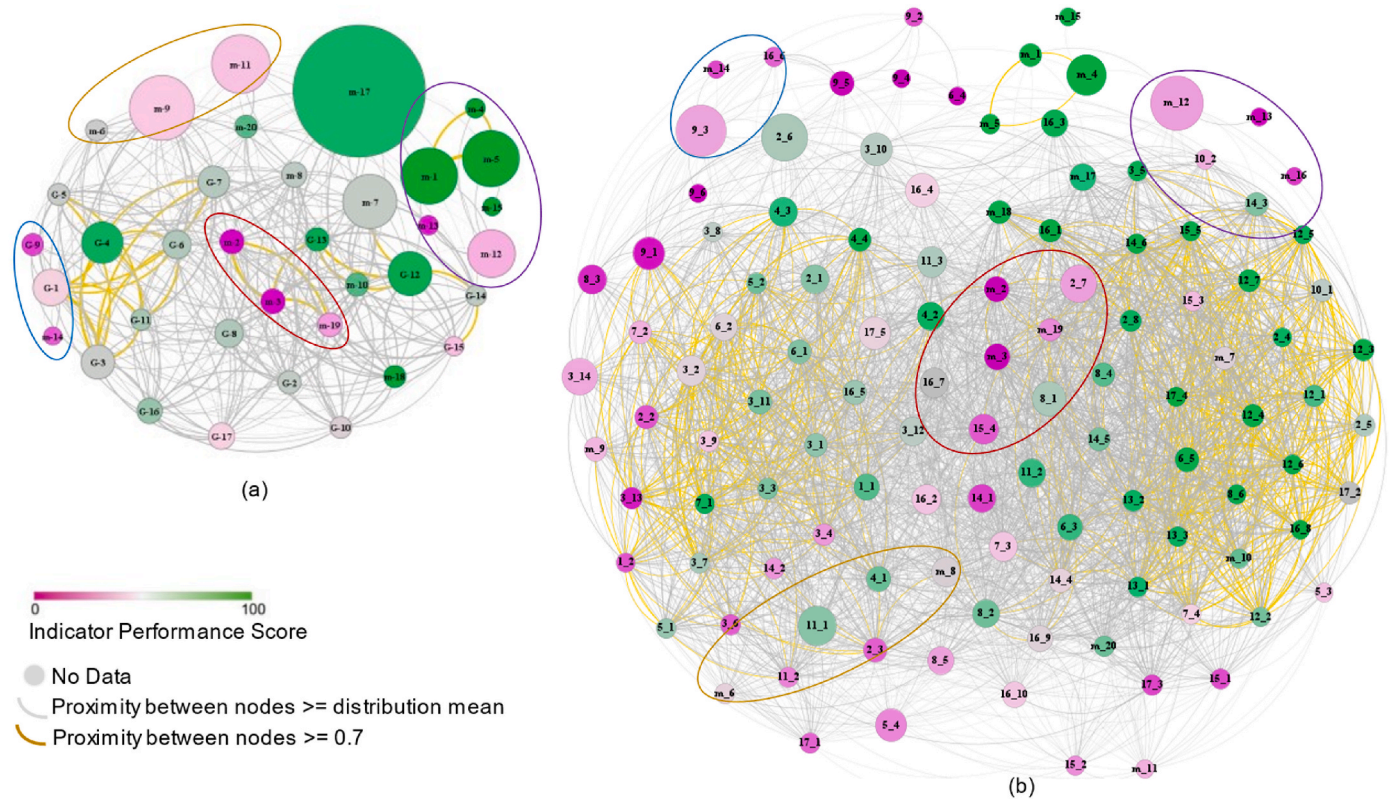 m-11
m-9
m-17
m-6
m-20
m-4
m-5
m-1
m-8
G-7
G-5
m-7
m-15
m-13
G-9
G-4
G-6
m-2
G-13
m-12
G-1
G-12
m-10
G-14
m-3
G-11
m-19
m-14
G-8
G-15
G-3
G-2
m-18
G-16
G-17
G-10
(a)
0
100
Indicator Performance Score
No Data
Proximity between nodes >= distribution mean
Proximity between nodes >= 0.7
9_2
m_15
16_6
m_1
m_14
m_4
9_5
9_4
6_4
m_12
m_13
9_3
2_6
m_5
16_3
3_10
10_2
m_17
3_5
m_16
9_6
16_4
14_3
4_3
m_18
3_8
16_1
15_5
12_5
4_4
14_6
9_1
11_3
8_3
5_2
2_1
m_2
2_7
12_7
10_1
15_3
4_2
2_8
7_2
6_2
17_5
m_19
2_4
6_1
m_3
m_7
12_3
3_14
3_2
16_7
8_4
16_5
8_1
17_4
12_1
3_11
2_2
12_4
2_5
3_12
15_4
3_9
3_1
14_5
m_9
6_5
12_6
11_2
3_3
1_1
3_13
7_1
16_2
14_1
13_2
8_6
17_2
6_3
16_8
3_4
13_3
7_3
1_2
3_7
14_2
m_10
4_1
m_8
14_4
13_1
5_3
8_2
7_4
12_2
5_1
3_6
11_1
16_9
m_20
2_3
8_5
11_2
m_6
16_10
17_3
15_1
5_4
17_1
15_2
m_11
(b)